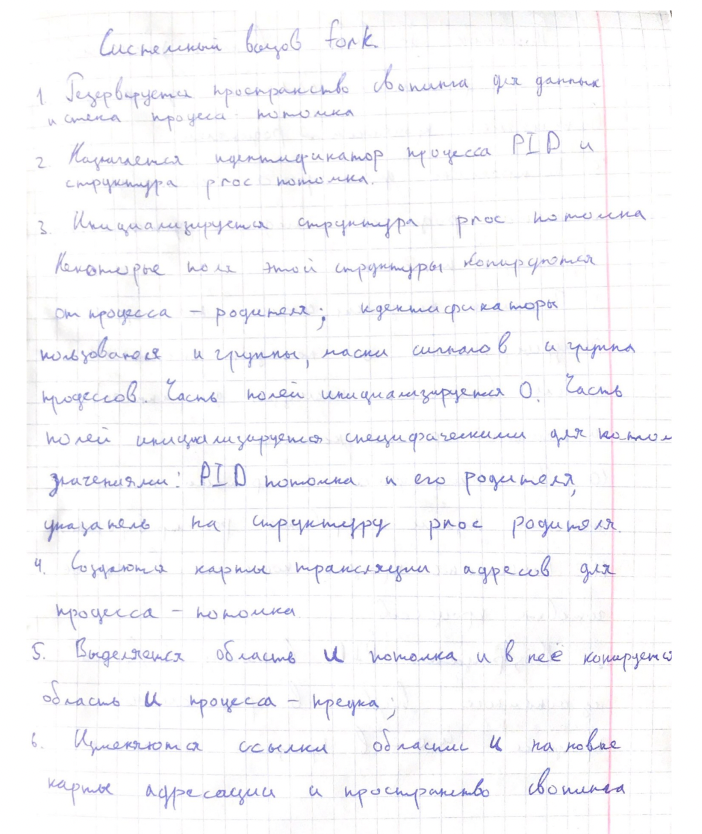 Системный вызов fork
1 Резервируется пространство свопинга для данных
и стека процеса потомка
2 Назначается идентификатор процесса PID и
структура proc потомка.
3. Инициализируется структура proc потомка
Некоторые поля этой структуры копируются
от процесса - родителя; идентификаторы
пользователя и группы, маски сигналов и группа
процессов. Часть полей инициализируется 0. Часть
полей инициализируется специфическими для потом
значениями: PID потомка и его родителя,
указатель на структуру proc родителя.
4. Создаются карты трансляции адресов для
процесса - потомка
5. Выделяется область U потомка и в неё копируется
область U процесса - предка;
6. Изменяются ссылки области U на новые
карты адресации и пространство свопинга